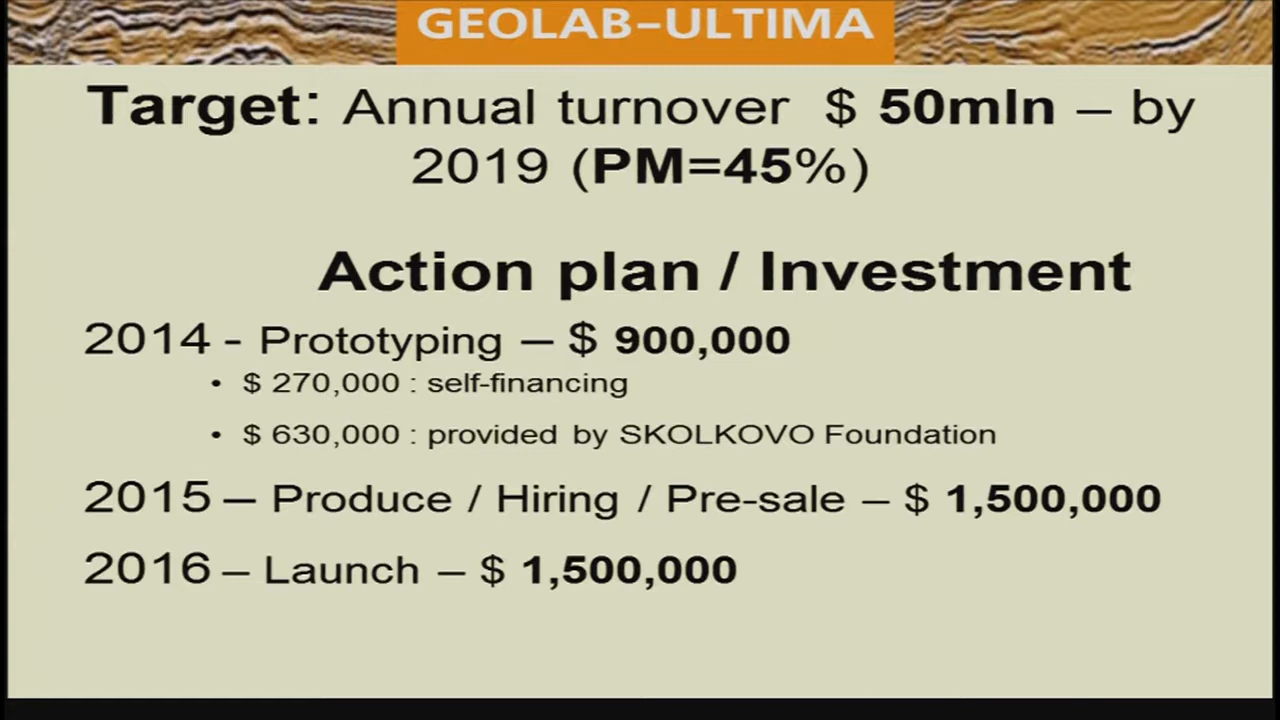 GEOLAB–ULTIMA
Target: Annual turnover $ 50mln – by
2019 (PM=45%)
Action plan / Investment
2014 - Prototyping – $ 900,000
• $ 270,000 : self-financing
• $ 630,000 : provided by SKOLKOVO Foundation
2015 – Produce / Hiring / Pre-sale – $ 1,500,000
2016 – Launch – $ 1,500,000